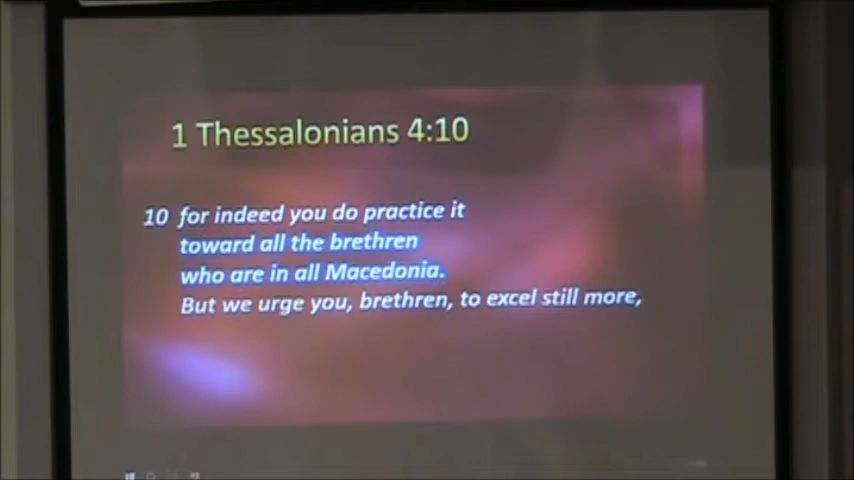 1 Thessalonians 4:10
10 for indeed you do practice it
toward all the brethren
who are in all Macedonia.
But we urge you, brethren, to excel still more,